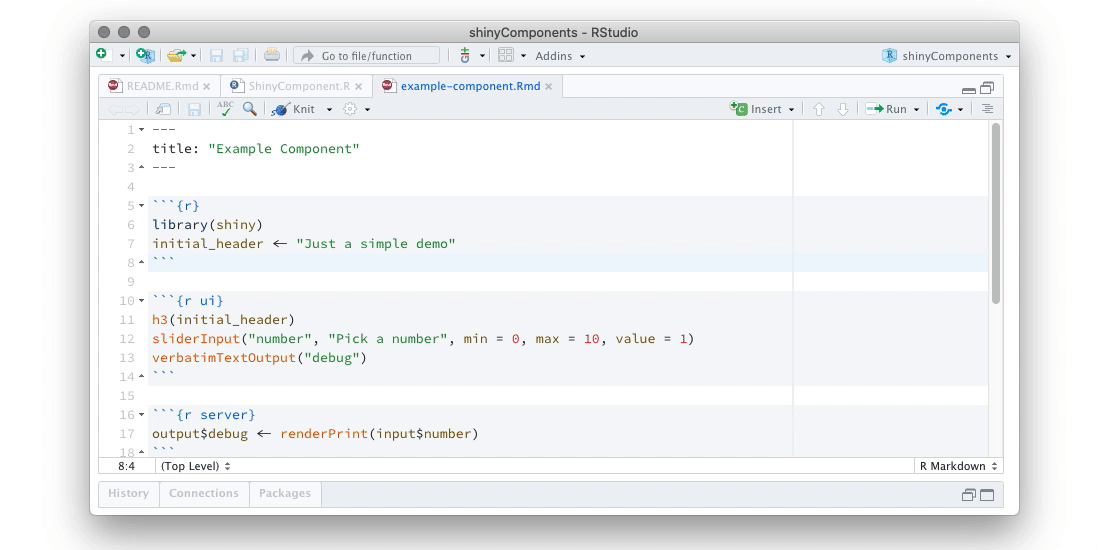 shinyComponents - RStudio
Go to file/function Addins shinyComponents
README.Rmd ShinyComponent.R example-component.Rmd
ABC Knit Insert Run
1 ---
2 title: "Example Component"
3 ---
4
5 ```{r}
6 library(shiny)
7 initial_header ← "Just a simple demo"
8 ```
9
10 ```{r ui}
11 h3(initial_header)
12 sliderInput("number", "Pick a number", min = 0, max = 10, value = 1)
13 verbatimTextOutput("debug")
14 ```
15
16 ```{r server}
17 output$debug ← renderPrint(input$number)
18 ```
8:4 (Top Level) R Markdown
History Connections Packages